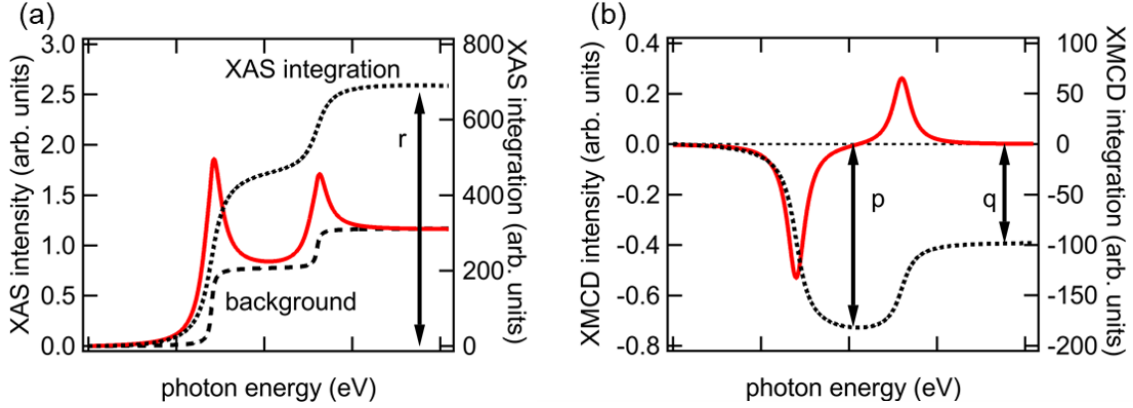 (a)
XAS intensity (arb. units)
3.0
2.5
2.0
1.5
1.0
0.5
0.0
XAS integration
r
background
800
600
400
200
0
XAS integration (arb. units)
photon energy (eV)
(b)
XMCD intensity (arb. units)
0.4
0.2
0.0
-0.2
-0.4
-0.6
-0.8
p
q
100
50
0
-50
-100
-150
-200
XMCD integration (arb. units)
photon energy (eV)